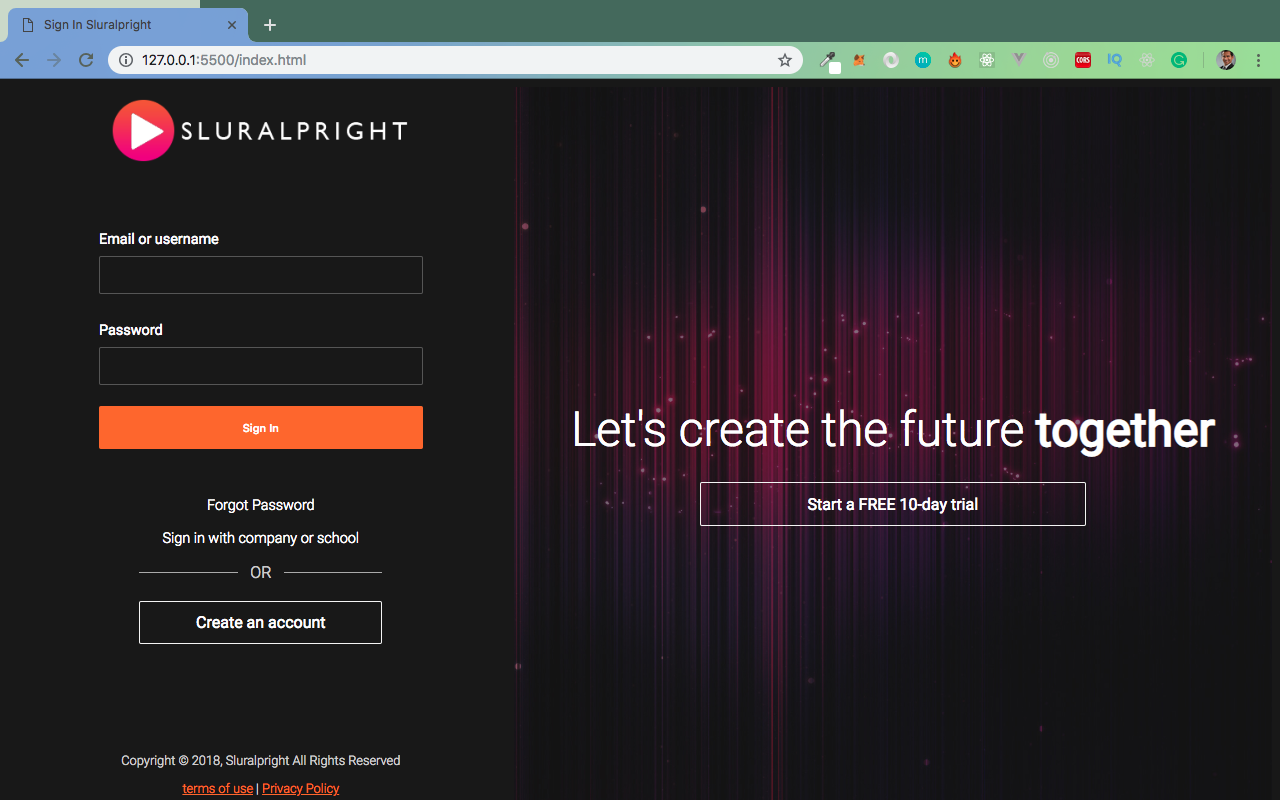 Sign In Sluralpright
127.0.0.1:5500/index.html
m
CORS
IQ
G
SLURALPRIGHT
Email or username
Password
Sign In
Forgot Password
Sign in with company or school
OR
Create an account
Copyright © 2018, Sluralpright All Rights Reserved
terms of use | Privacy Policy
Let's create the future together
Start a FREE 10-day trial